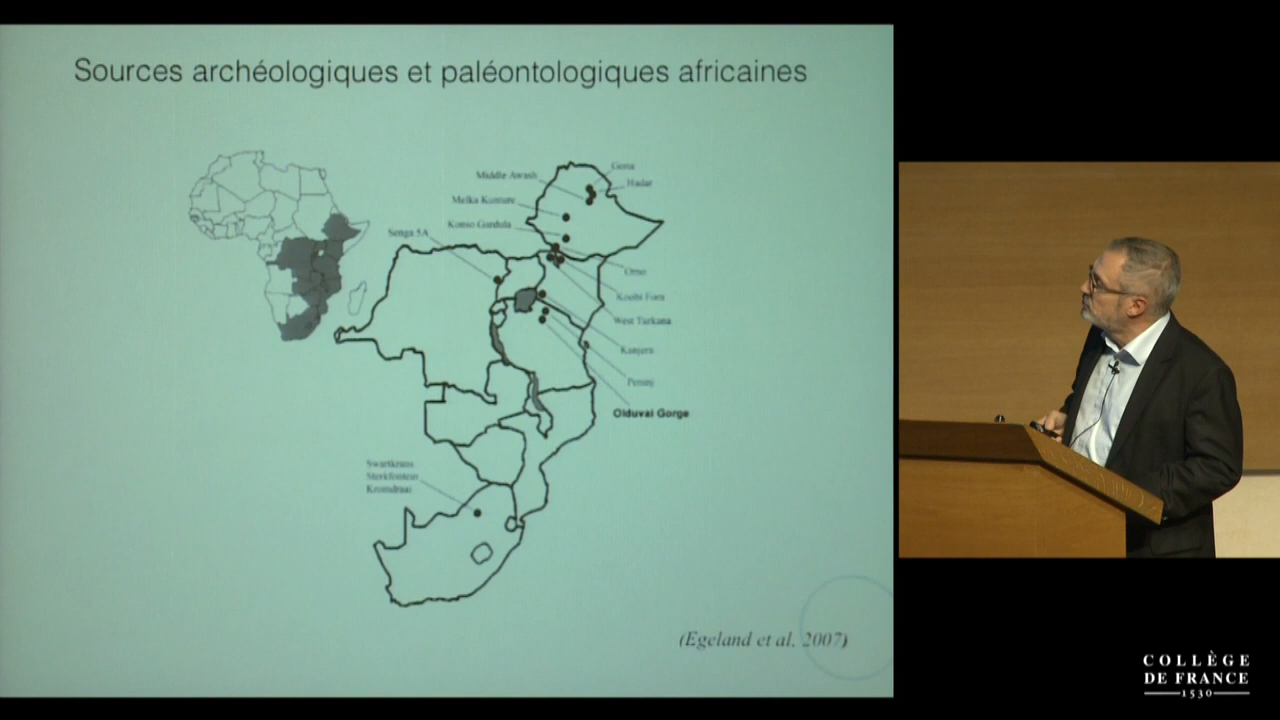 Sources archéologiques et paléontologiques africaines
Gona
Middle Awash
Hadar
Melka Kunture
Konso Gardula
Senga 5A
Omo
Koobi Fora
West Turkana
Kanjera
Peninj
Olduvai Gorge
Swartkrans
Sterkfontein
Kromdraai
(Egeland et al. 2007)
COLLÈGE
DE FRANCE
1530